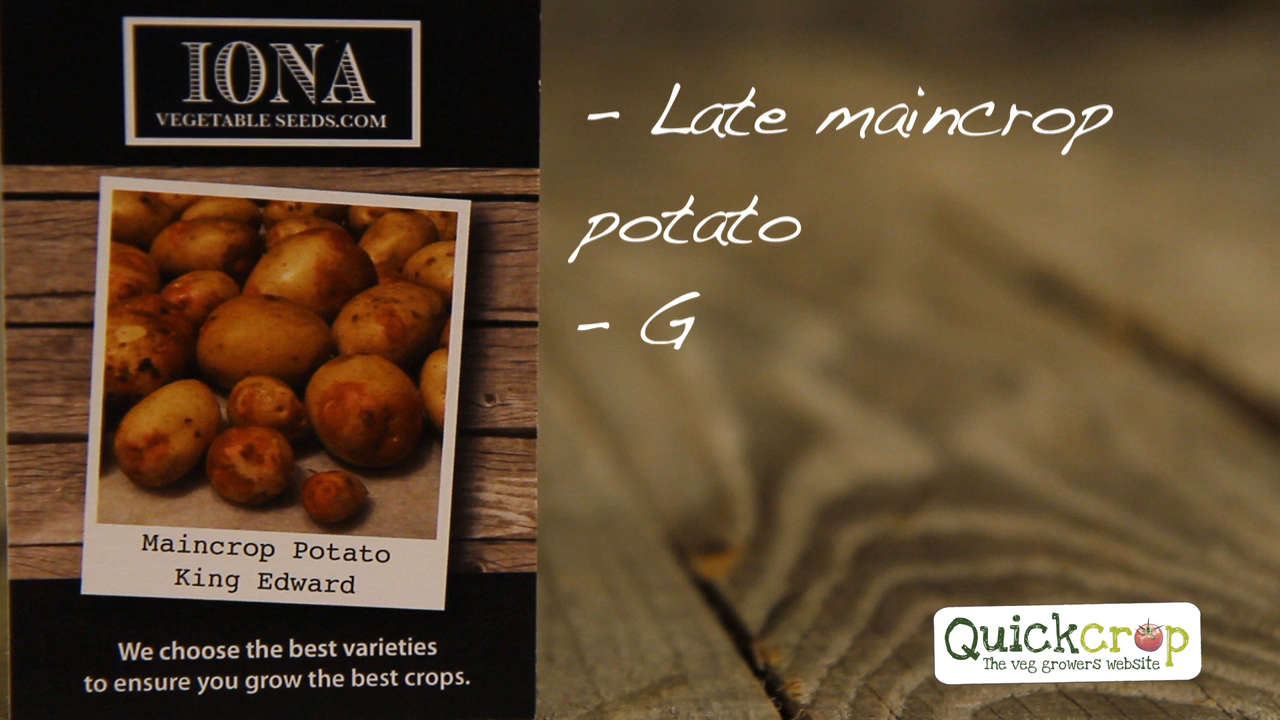 IONA
VEGETABLE SEEDS.COM
Maincrop Potato
King Edward
We choose the best varieties
to ensure you grow the best crops.
- Late maincrop
potato
- G
Quickcrop
The veg growers website